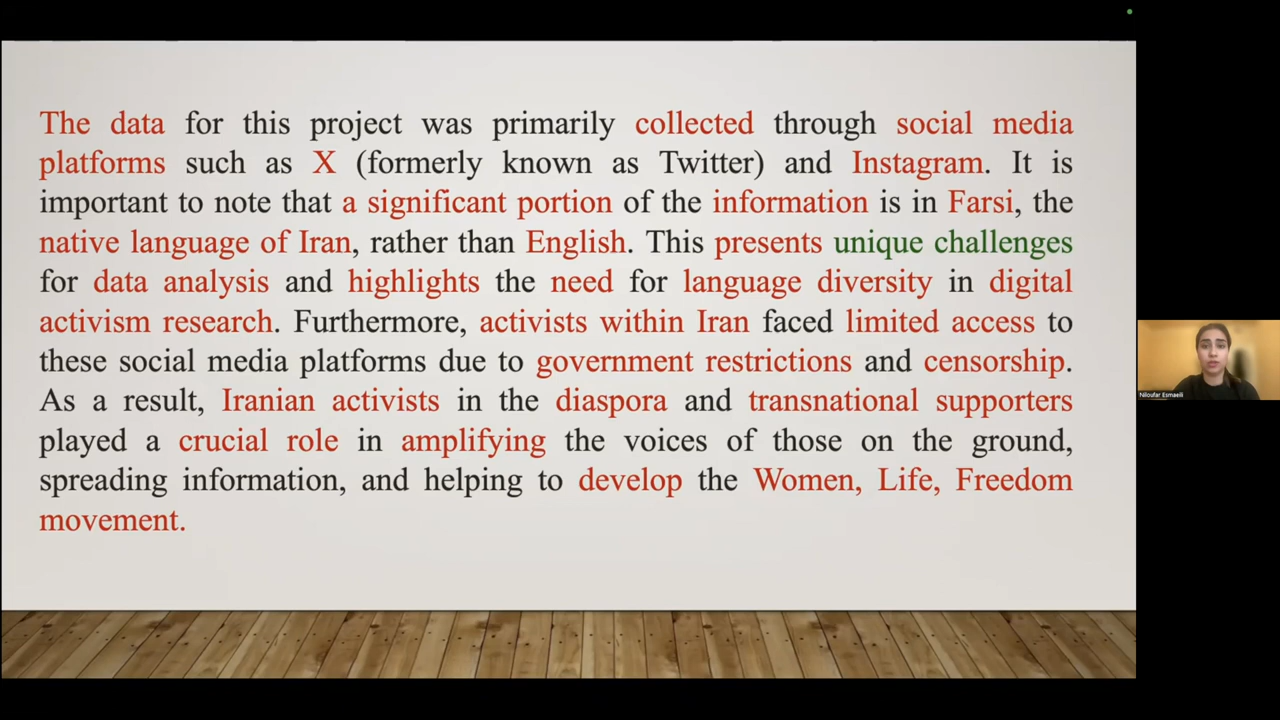 The data for this project was primarily collected through social media
platforms such as X (formerly known as Twitter) and Instagram. It is
important to note that a significant portion of the information is in Farsi, the
native language of Iran, rather than English. This presents unique challenges
for data analysis and highlights the need for language diversity in digital
activism research. Furthermore, activists within Iran faced limited access to
these social media platforms due to government restrictions and censorship.
As a result, Iranian activists in the diaspora and transnational supporters
played a crucial role in amplifying the voices of those on the ground,
spreading information, and helping to develop the Women, Life, Freedom
movement.
Niloufar Esmaeili